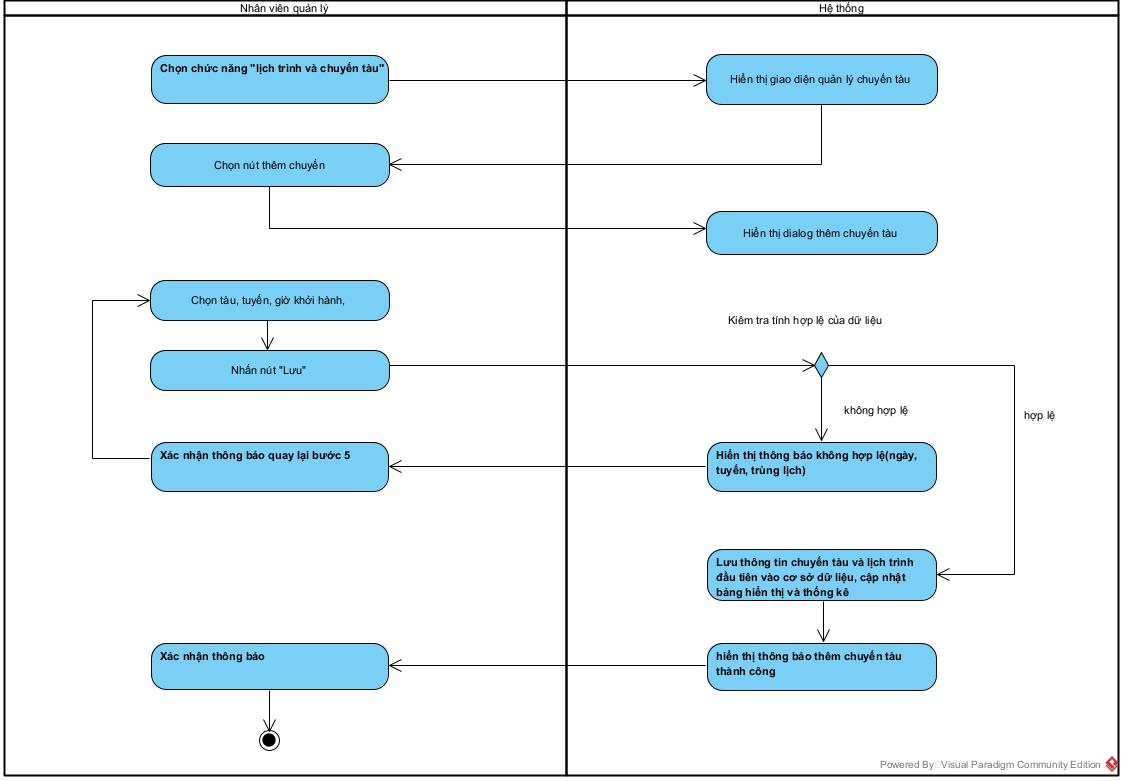 Nhân viên quản lý
Hệ thống
Chọn chức năng "lịch trình và chuyến tàu"
Hiển thị giao diện quản lý chuyến tàu
Chọn nút thêm chuyến
Hiển thị dialog thêm chuyến tàu
Chọn tàu, tuyến, giờ khởi hành,
Kiêm tra tính hợp lệ của dữ liệu
Nhấn nút "Lưu"
không hợp lệ
hợp lệ
Xác nhận thông báo quay lại bước 5
Hiển thị thông báo không hợp lệ(ngày,
tuyến, trùng lịch)
Lưu thông tin chuyến tàu và lịch trình
đầu tiên vào cơ sở dữ liệu, cập nhật
bảng hiển thị và thống kê
Xác nhận thông báo
hiển thị thông báo thêm chuyến tàu
thành công
Powered By Visual Paradigm Community Edition